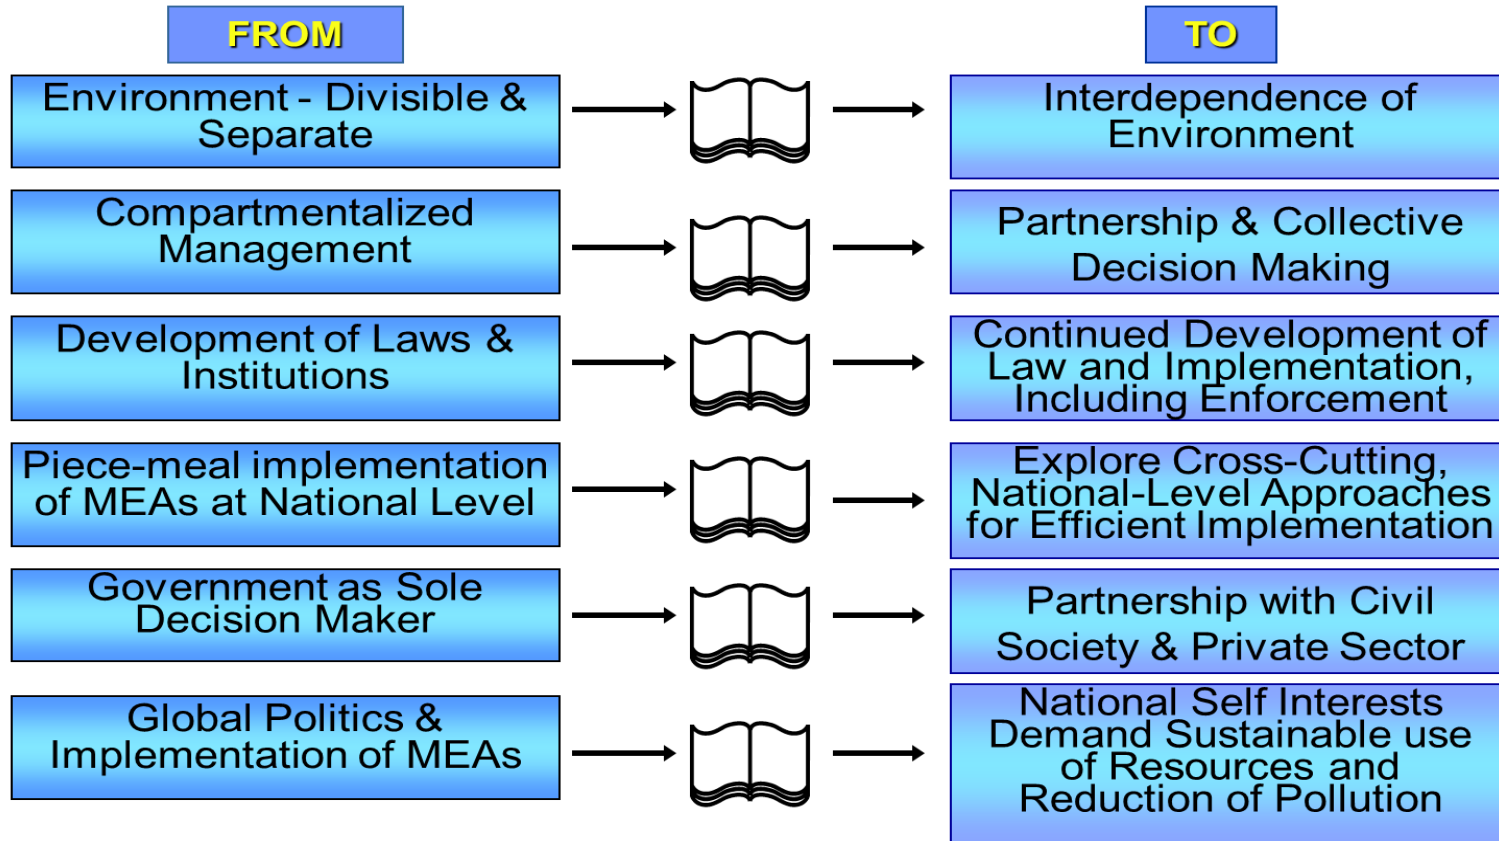 FROM
TO
Environment - Divisible &
Separate
Interdependence of
Environment
Compartmentalized
Management
Partnership & Collective
Decision Making
Development of Laws &
Institutions
Continued Development of
Law and Implementation,
Including Enforcement
Piece-meal implementation
of MEAs at National Level
Explore Cross-Cutting,
National-Level Approaches
for Efficient Implementation
Government as Sole
Decision Maker
Partnership with Civil
Society & Private Sector
Global Politics &
Implementation of MEAs
National Self Interests
Demand Sustainable use
of Resources and
Reduction of Pollution